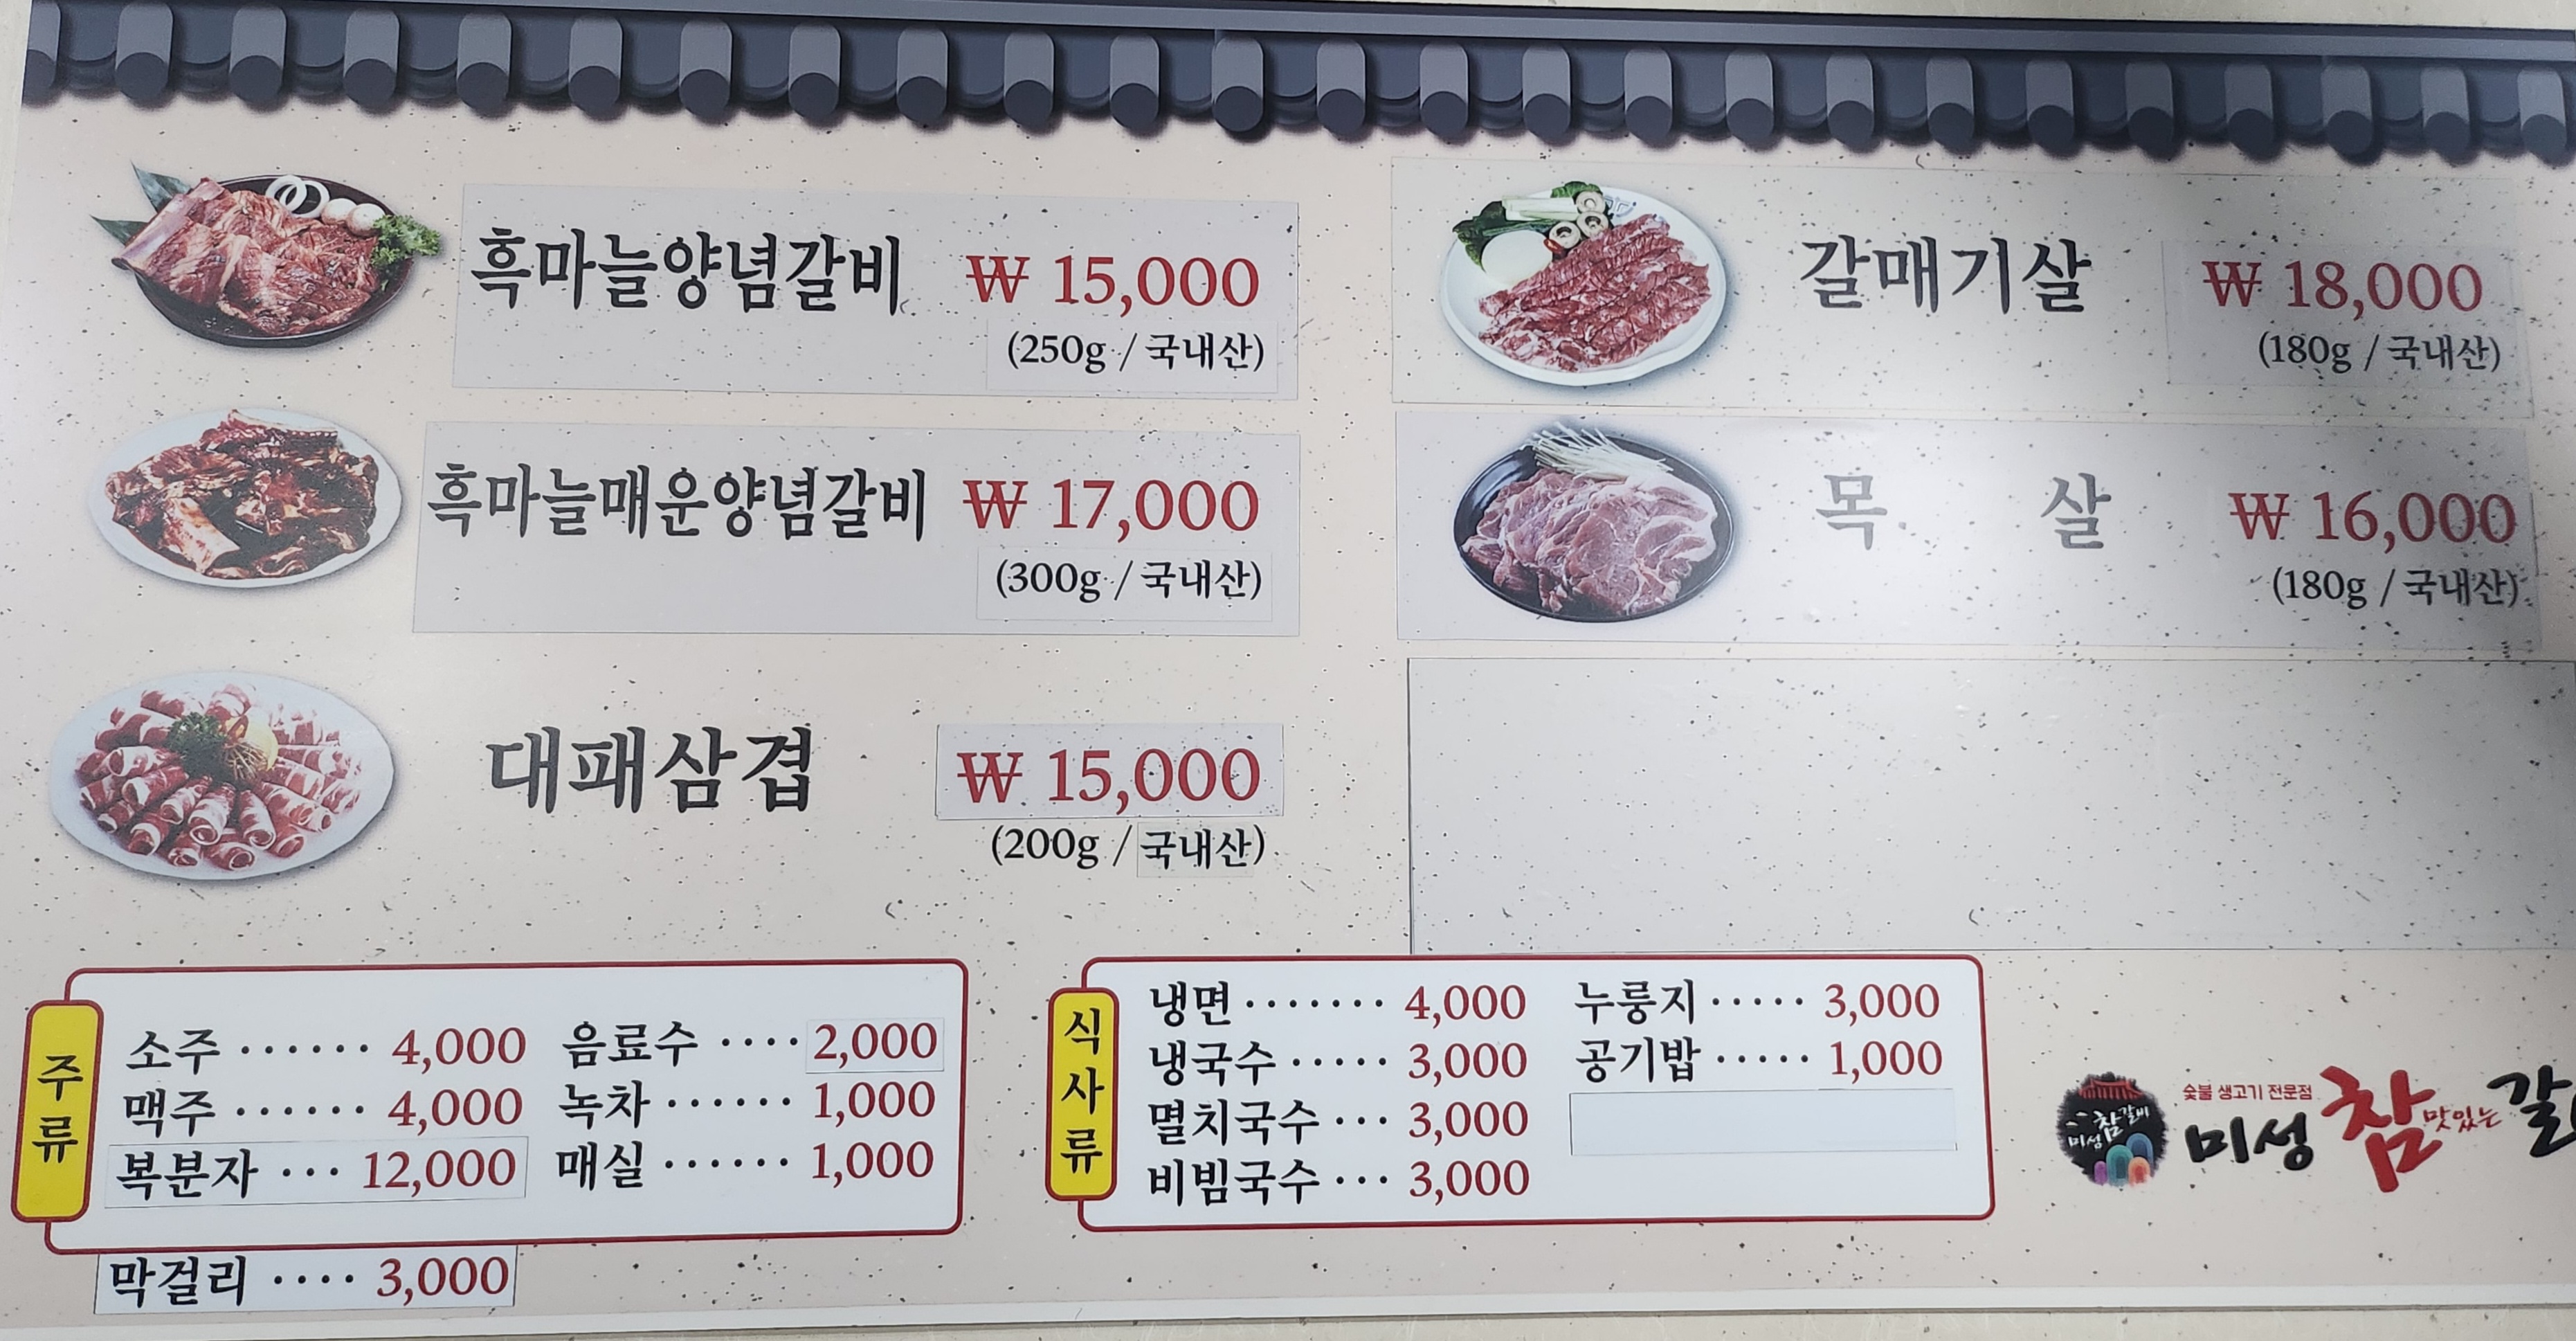 흑마늘양념갈비 ₩ 15,000
(250g / 국내산)
흑마늘매운양념갈비 ₩ 17,000
(300g / 국내산)
대패삼겹 ₩ 15,000
(200g / 국내산)
갈매기살 ₩ 18,000
(180g / 국내산)
목 살 ₩ 16,000
(180g / 국내산)
주류
소주 ······ 4,000
맥주 ······ 4,000
복분자 ··· 12,000
막걸리 ···· 3,000
음료수 ···· 2,000
녹차 ······ 1,000
매실 ······ 1,000
식사류
냉면 ······· 4,000
냉국수 ····· 3,000
멸치국수 ··· 3,000
비빔국수 ··· 3,000
누룽지 ····· 3,000
공기밥 ····· 1,000
미성참갈비
숯불 생고기 전문점
미성 참 맛있는